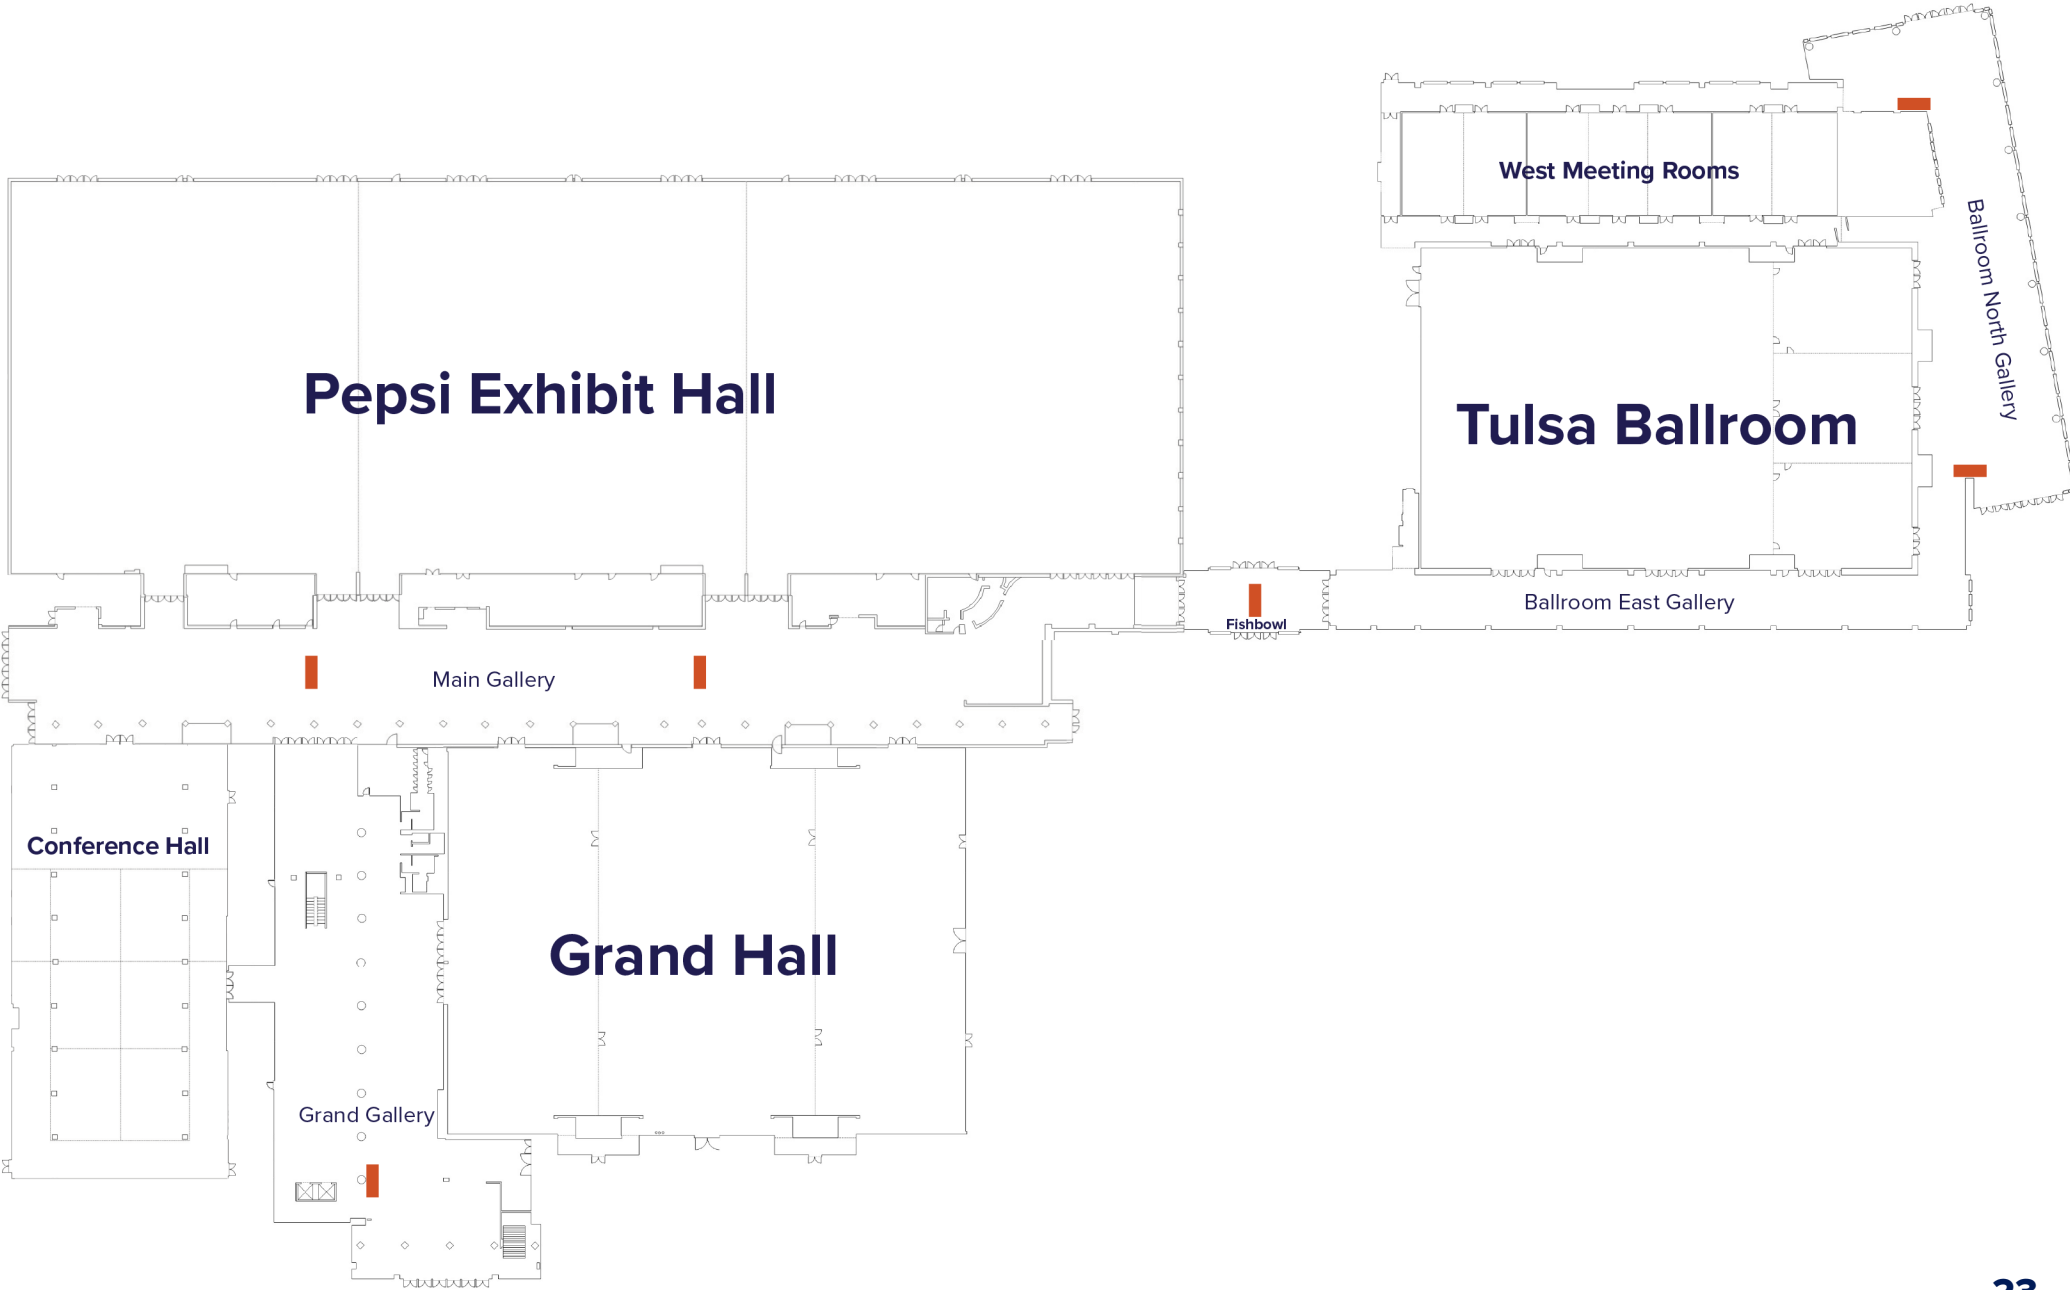 West Meeting Rooms
Ballroom North Gallery
Pepsi Exhibit Hall
Tulsa Ballroom
Ballroom East Gallery
Fishbowl
Main Gallery
Conference Hall
Grand Hall
Grand Gallery
23